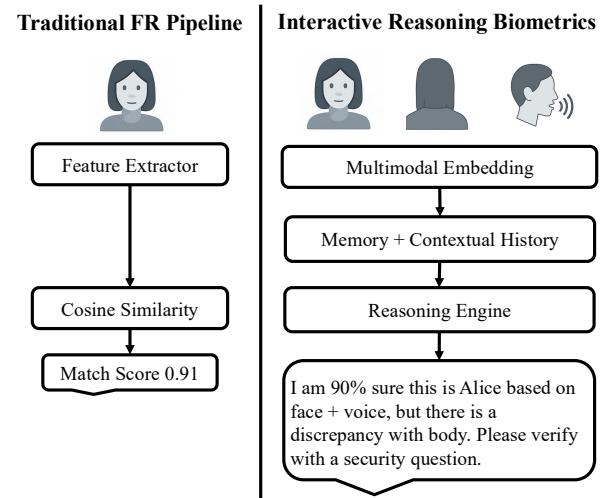 Traditional FR Pipeline
Feature Extractor
Cosine Similarity
Match Score 0.91
Interactive Reasoning Biometrics
Multimodal Embedding
Memory + Contextual History
Reasoning Engine
I am 90% sure this is Alice based on
face + voice, but there is a
discrepancy with body. Please verify
with a security question.